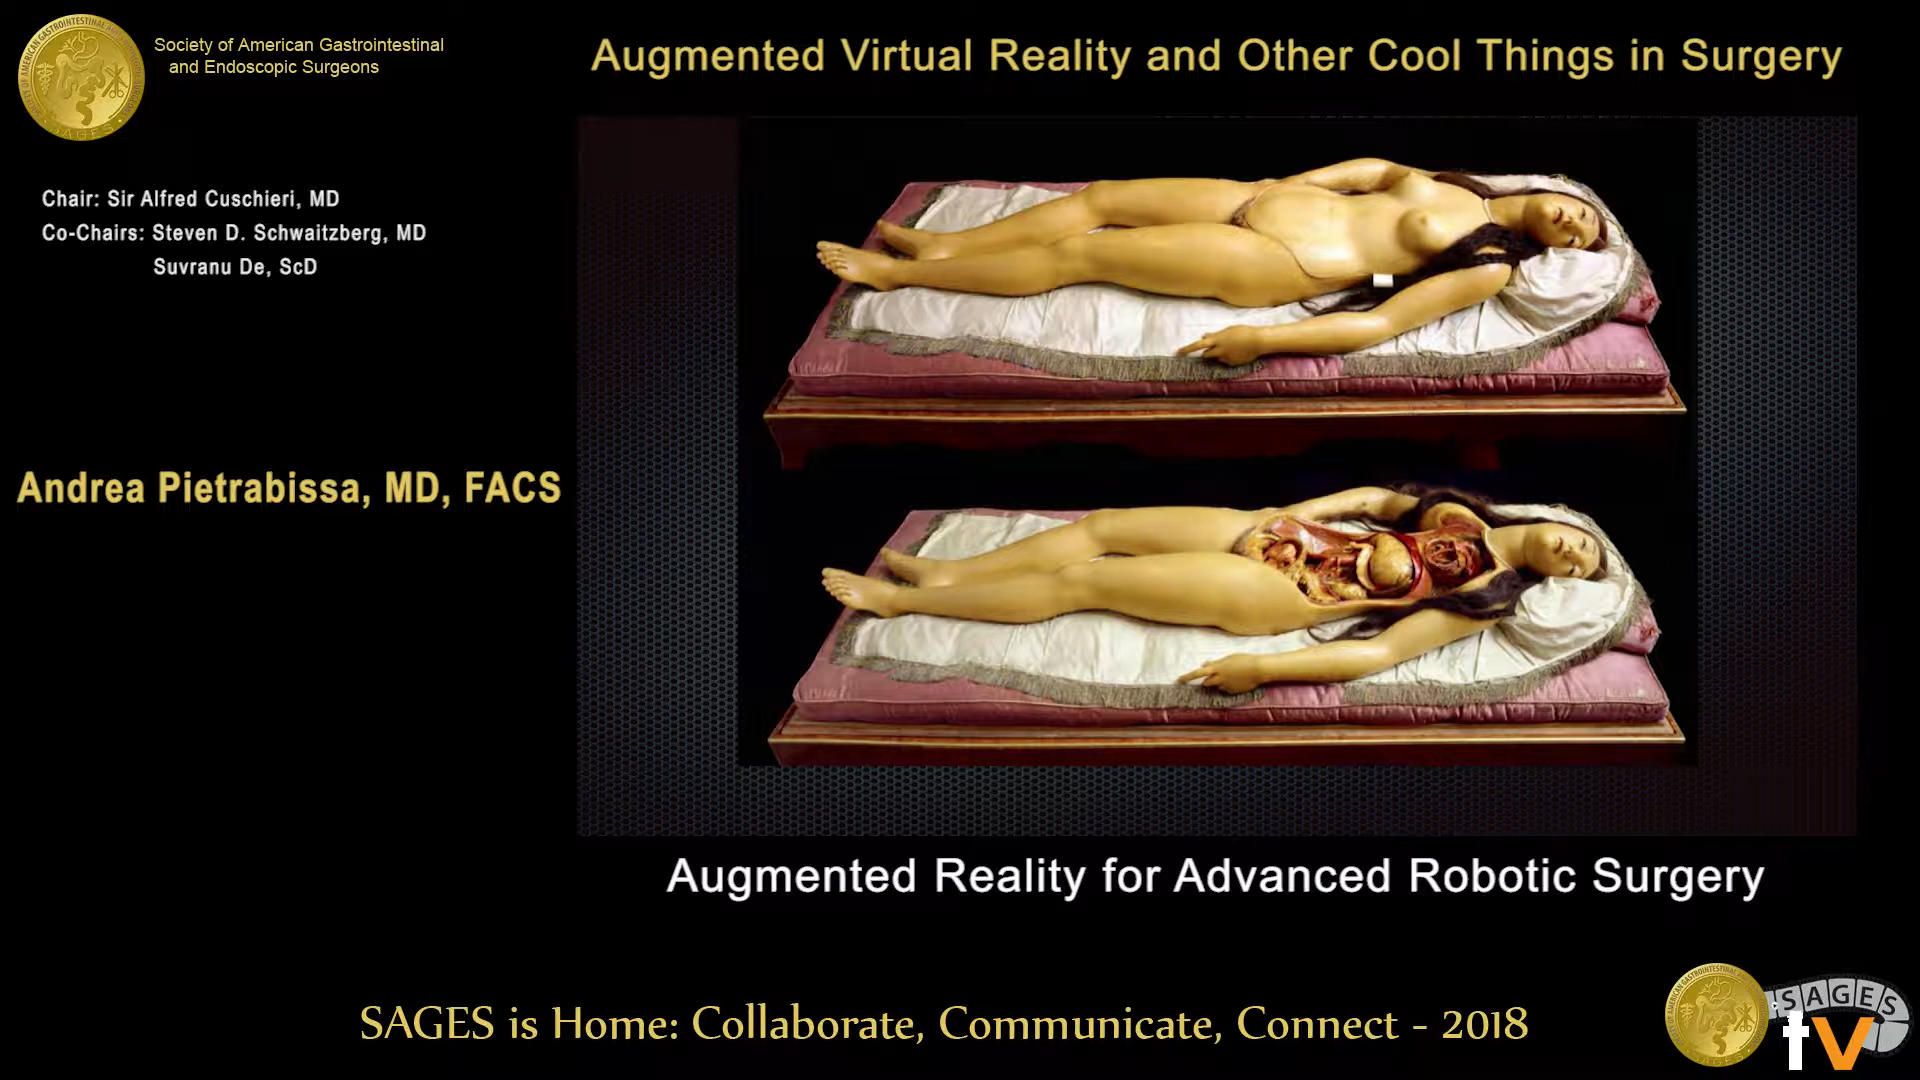 Society of American Gastrointestinal
and Endoscopic Surgeons
Augmented Virtual Reality and Other Cool Things in Surgery
Chair: Sir Alfred Cuschieri, MD
Co-Chairs: Steven D. Schwaitzberg, MD
Suvranu De, ScD
Andrea Pietrabissa, MD, FACS
Augmented Reality for Advanced Robotic Surgery
SAGES is Home: Collaborate, Communicate, Connect - 2018
SAGES
tv